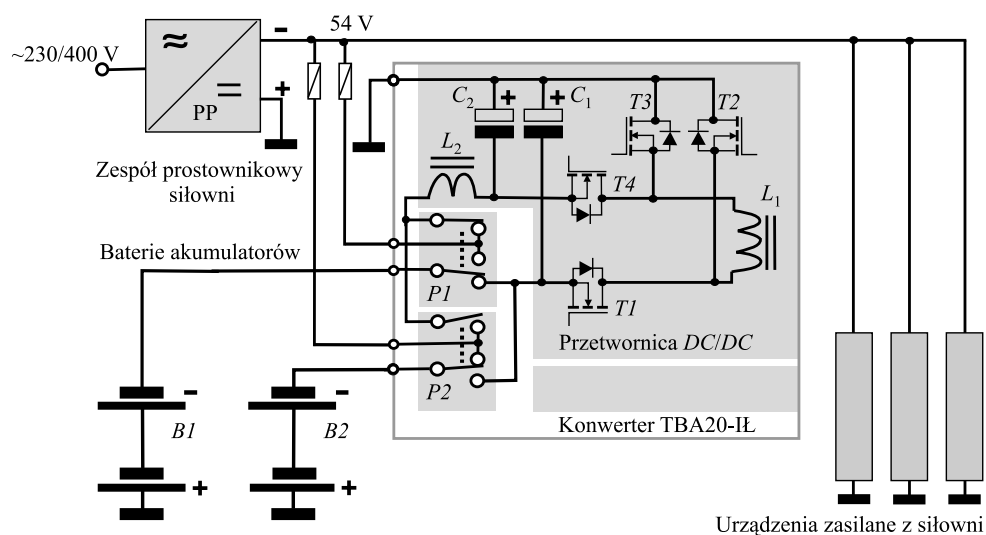 54 V
~230/400 V
-
+
≈
=
PP
Zespół prostownikowy
siłowni
C2 + + C1
T3 T2
L2
T4
L1
Baterie akumulatorów
P1
T1
Przetwornica DC/DC
P2
Konwerter TBA20-IŁ
- -
B1 B2
+ +
Urządzenia zasilane z siłowni